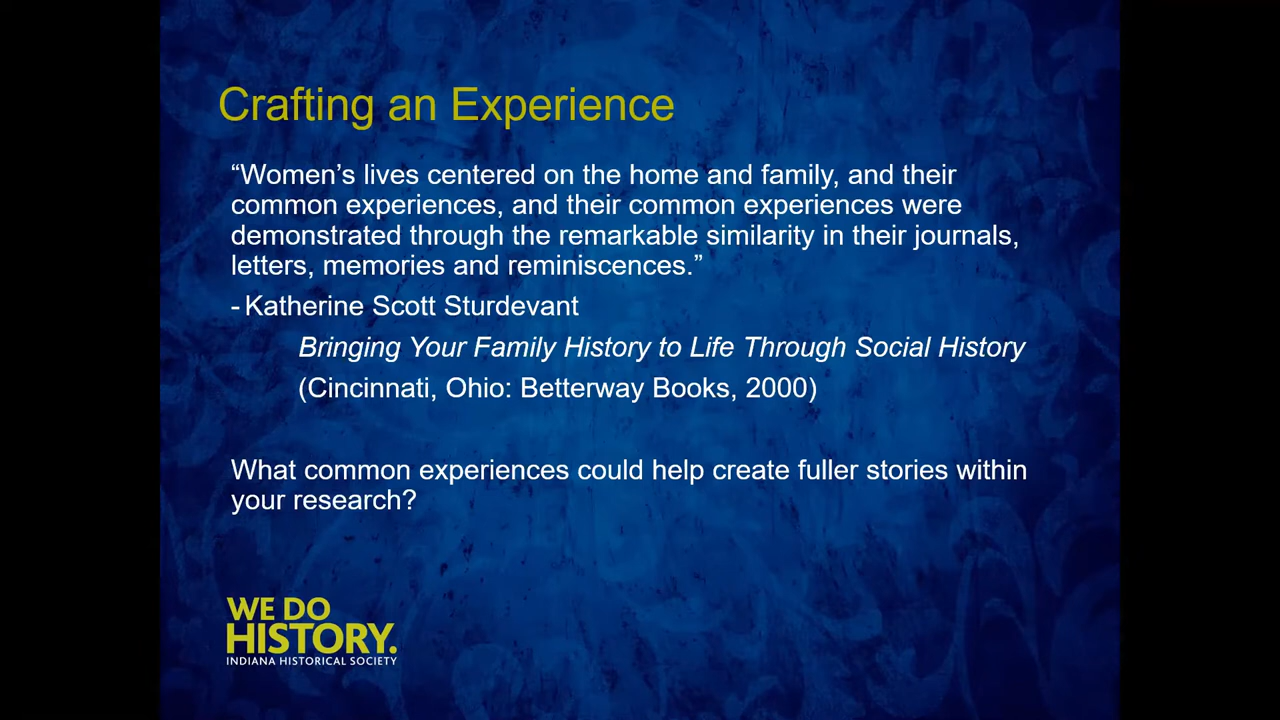 Crafting an Experience
“Women’s lives centered on the home and family, and their
common experiences, and their common experiences were
demonstrated through the remarkable similarity in their journals,
letters, memories and reminiscences.”
- Katherine Scott Sturdevant
Bringing Your Family History to Life Through Social History
(Cincinnati, Ohio: Betterway Books, 2000)
What common experiences could help create fuller stories within
your research?
WE DO
HISTORY.
INDIANA HISTORICAL SOCIETY